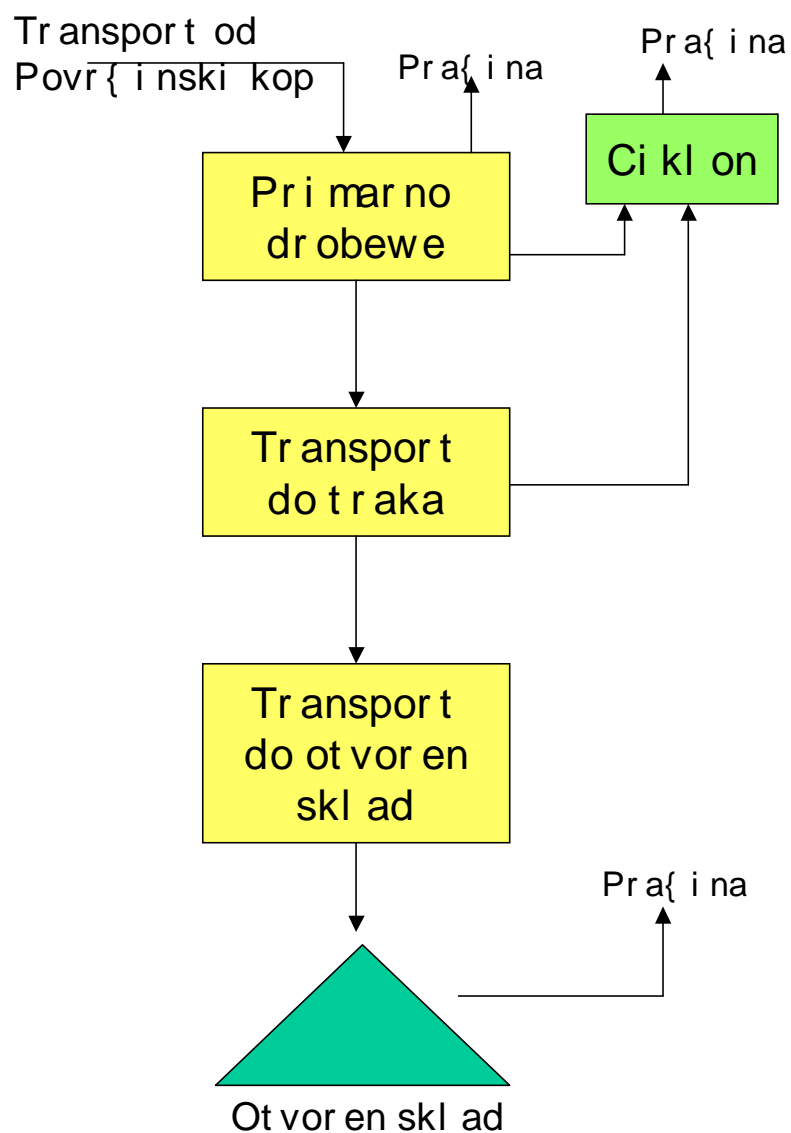 Transport od
Povr{inski kop
Pra{ina
Pra{ina
Ciklon
Primarno
drobewe
Transport
do traka
Transport
do otvoren
sklad
Pra{ina
Otvoren sklad